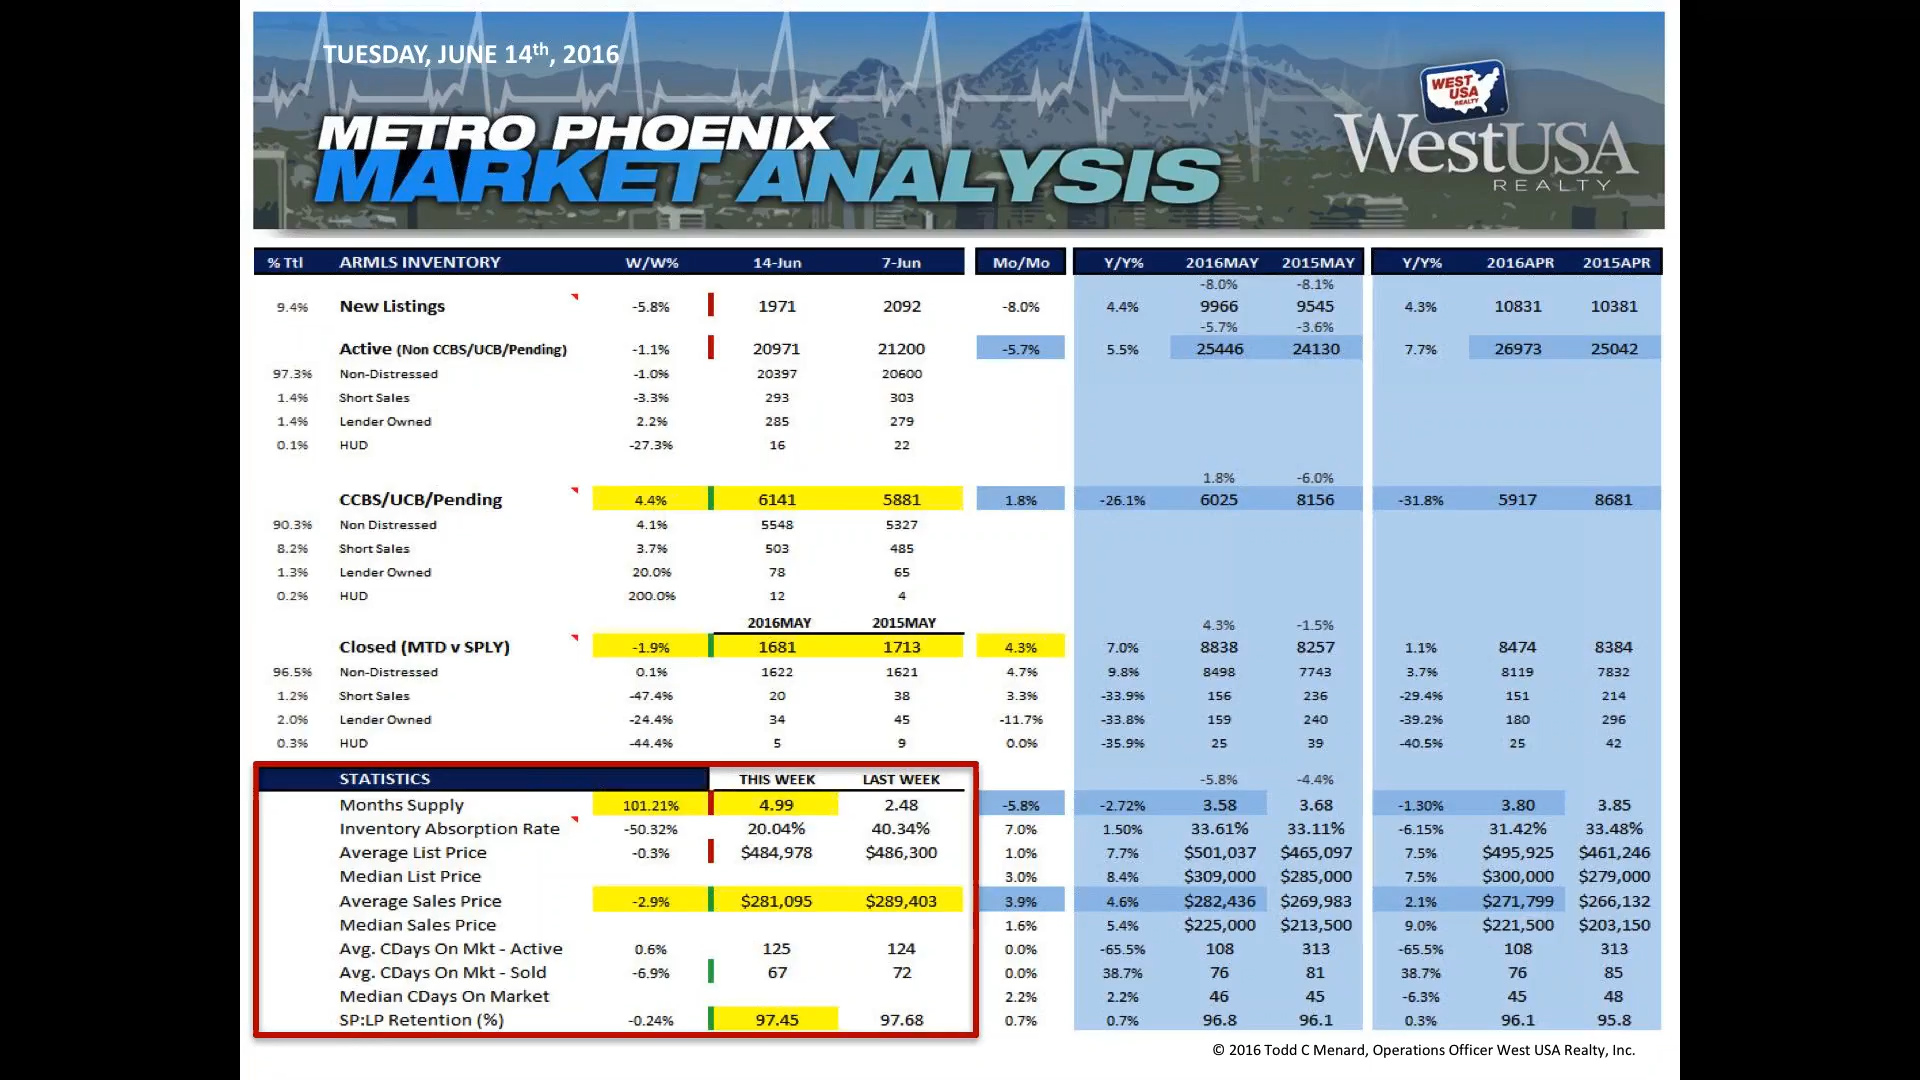 TUESDAY, JUNE 14th, 2016
METRO PHOENIX
MARKET ANALYSIS
WEST USA REALTY
WestUSA
REALTY
% Ttl ARMLS INVENTORY W/W% 14-Jun 7-Jun Mo/Mo Y/Y% 2016MAY 2015MAY Y/Y% 2016APR 2015APR
-8.0% -8.1%
9.4% New Listings -5.8% 1971 2092 -8.0% 4.4% 9966 9545 4.3% 10831 10381
-5.7% -3.6%
Active (Non CCBS/UCB/Pending) -1.1% 20971 21200 -5.7% 5.5% 25446 24130 7.7% 26973 25042
97.3% Non-Distressed -1.0% 20397 20600
1.4% Short Sales -3.3% 293 303
1.4% Lender Owned 2.2% 285 279
0.1% HUD -27.3% 16 22
1.8% -6.0%
CCBS/UCB/Pending 4.4% 6141 5881 1.8% -26.1% 6025 8156 -31.8% 5917 8681
90.3% Non Distressed 4.1% 5548 5327
8.2% Short Sales 3.7% 503 485
1.3% Lender Owned 20.0% 78 65
0.2% HUD 200.0% 12 4
2016MAY 2015MAY 4.3% -1.5%
Closed (MTD v SPLY) -1.9% 1681 1713 4.3% 7.0% 8838 8257 1.1% 8474 8384
96.5% Non-Distressed 0.1% 1622 1621 4.7% 9.8% 8498 7743 3.7% 8119 7832
1.2% Short Sales -47.4% 20 38 3.3% -33.9% 156 236 -29.4% 151 214
2.0% Lender Owned -24.4% 34 45 -11.7% -33.8% 159 240 -39.2% 180 296
0.3% HUD -44.4% 5 9 0.0% -35.9% 25 39 -40.5% 25 42
STATISTICS THIS WEEK LAST WEEK -5.8% -4.4%
Months Supply 101.21% 4.99 2.48 -5.8% -2.72% 3.58 3.68 -1.30% 3.80 3.85
Inventory Absorption Rate -50.32% 20.04% 40.34% 7.0% 1.50% 33.61% 33.11% -6.15% 31.42% 33.48%
Average List Price -0.3% $484,978 $486,300 1.0% 7.7% $501,037 $465,097 7.5% $495,925 $461,246
Median List Price 3.0% 8.4% $309,000 $285,000 7.5% $300,000 $279,000
Average Sales Price -2.9% $281,095 $289,403 3.9% 4.6% $282,436 $269,983 2.1% $271,799 $266,132
Median Sales Price 1.6% 5.4% $225,000 $213,500 9.0% $221,500 $203,150
Avg. CDays On Mkt - Active 0.6% 125 124 0.0% -65.5% 108 313 -65.5% 108 313
Avg. CDays On Mkt - Sold -6.9% 67 72 0.0% 38.7% 76 81 38.7% 76 85
Median CDays On Market 2.2% 2.2% 46 45 -6.3% 45 48
SP:LP Retention (%) -0.24% 97.45 97.68 0.7% 0.7% 96.8 96.1 0.3% 96.1 95.8
© 2016 Todd C Menard, Operations Officer West USA Realty, Inc.